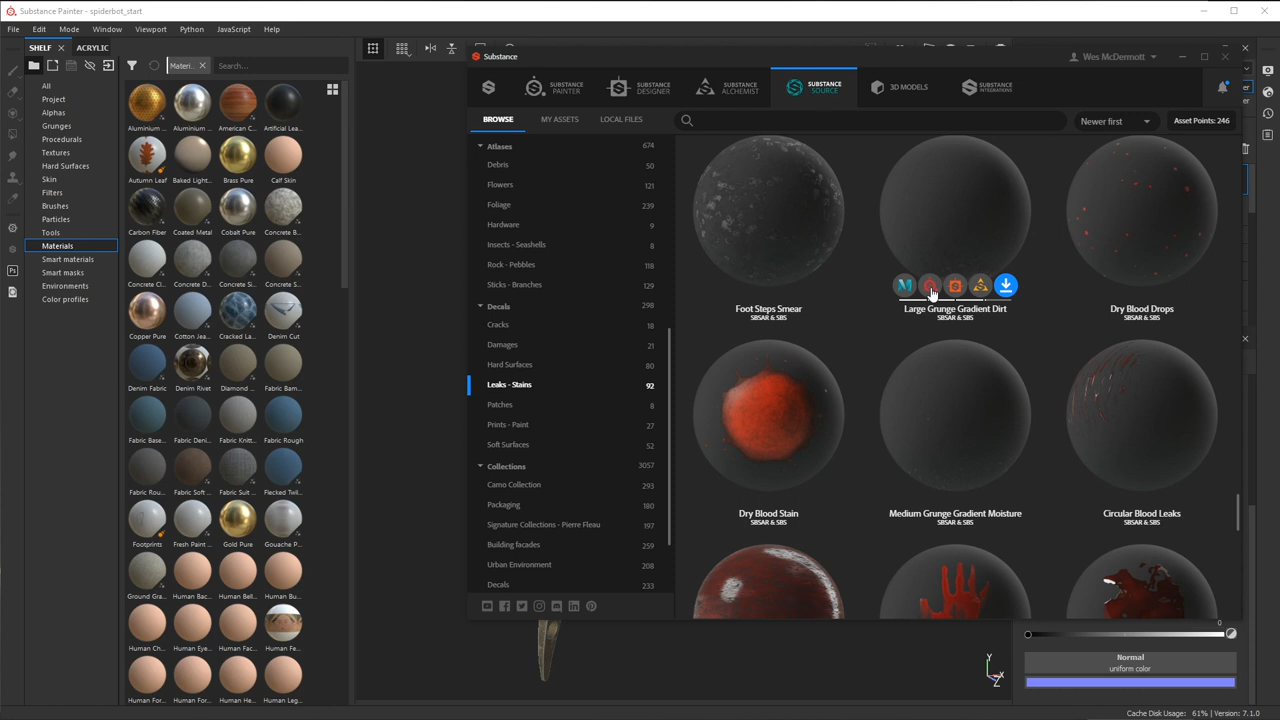 Substance Painter - spiderbot_start
File Edit Mode Window Viewport Python JavaScript Help
SHELF ACRYLIC
Materi...
Search...
All
Project
Alphas
Grunges
Procedurals
Textures
Hard Surfaces
Skin
Filters
Brushes
Particles
Tools
Materials
Smart materials
Smart masks
Environments
Color profiles
Aluminium ... Aluminium ... American C... Artificial Lea...
Autumn Leaf Baked Light... Brass Pure Calf Skin
Carbon Fiber Coated Metal Cobalt Pure Concrete B...
Concrete Cl... Concrete D... Concrete Si... Concrete S...
Copper Pure Cotton Jea... Cracked La... Denim Cut
Denim Fabric Denim Rivet Diamond ... Fabric Bam...
Fabric Base... Fabric Deni... Fabric Knitt... Fabric Rough
Fabric Rou... Fabric Soft ... Fabric Suit ... Flecked Twi...
Footprints Fresh Paint ... Gold Pure Gouache P...
Ground Gra... Human Bac... Human Bell... Human Bu...
Human Ch... Human Eye... Human Fac... Human Fe...
Human For... Human For... Human He... Human Leg...
Substance
Wes McDermott
SUBSTANCE PAINTER
SUBSTANCE DESIGNER
SUBSTANCE ALCHEMIST
SUBSTANCE SOURCE
3D MODELS
SUBSTANCE INTEGRATIONS
BROWSE MY ASSETS LOCAL FILES
Newer first
Asset Points: 246
Atlases 674
Debris 50
Flowers 121
Foliage 239
Hardware 9
Insects - Seashells 8
Rock - Pebbles 118
Sticks - Branches 139
Decals 298
Cracks 18
Damages 21
Hard Surfaces 80
Leaks - Stains 92
Patches 8
Prints - Paint 27
Soft Surfaces 52
Collections 3057
Camo Collection 293
Packaging 180
Signature Collections - Pierre Fleau 197
Building facades 259
Urban Environment 208
Decals 233
Foot Steps Smear
SBSAR & SBS
Large Grunge Gradient Dirt
SBSAR & SBS
Dry Blood Drops
SBSAR & SBS
Dry Blood Stain
SBSAR & SBS
Medium Grunge Gradient Moisture
SBSAR & SBS
Circular Blood Leaks
SBSAR & SBS
Ps
Y
X
Z
0
Normal
uniform color
Cache Disk Usage: 61% | Version: 7.1.0